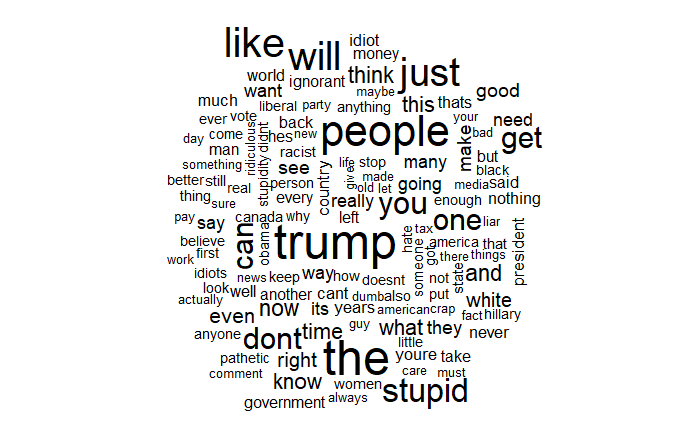 like
will
idiot
money
just
world
ignorant
think
want
maybe
good
much
liberal
party
anything
this
thats
ever
vote
back
people
your
need
day
come
ridiculous
didnt
hes
new
make
bad
get
man
racist
something
stupidity
see
life
stop
many
but
black
better
still
real
person
country
give
made
old
let
going
media
said
thing
sure
every
really
you
enough
nothing
pay
say
can
canada
why
left
one
liar
obama
trump
hate
tax
believe
first
america
that
president
work
got
there
things
idiots
news
keep
way
how
doesnt
someone
not
state
and
look
well
another
cant
dumb
also
put
white
actually
now
its
years
american
crap
fact
hillary
even
guy
what
they
never
anyone
dont
time
little
pathetic
right
the
youre
take
comment
know
women
care
must
government
always
stupid